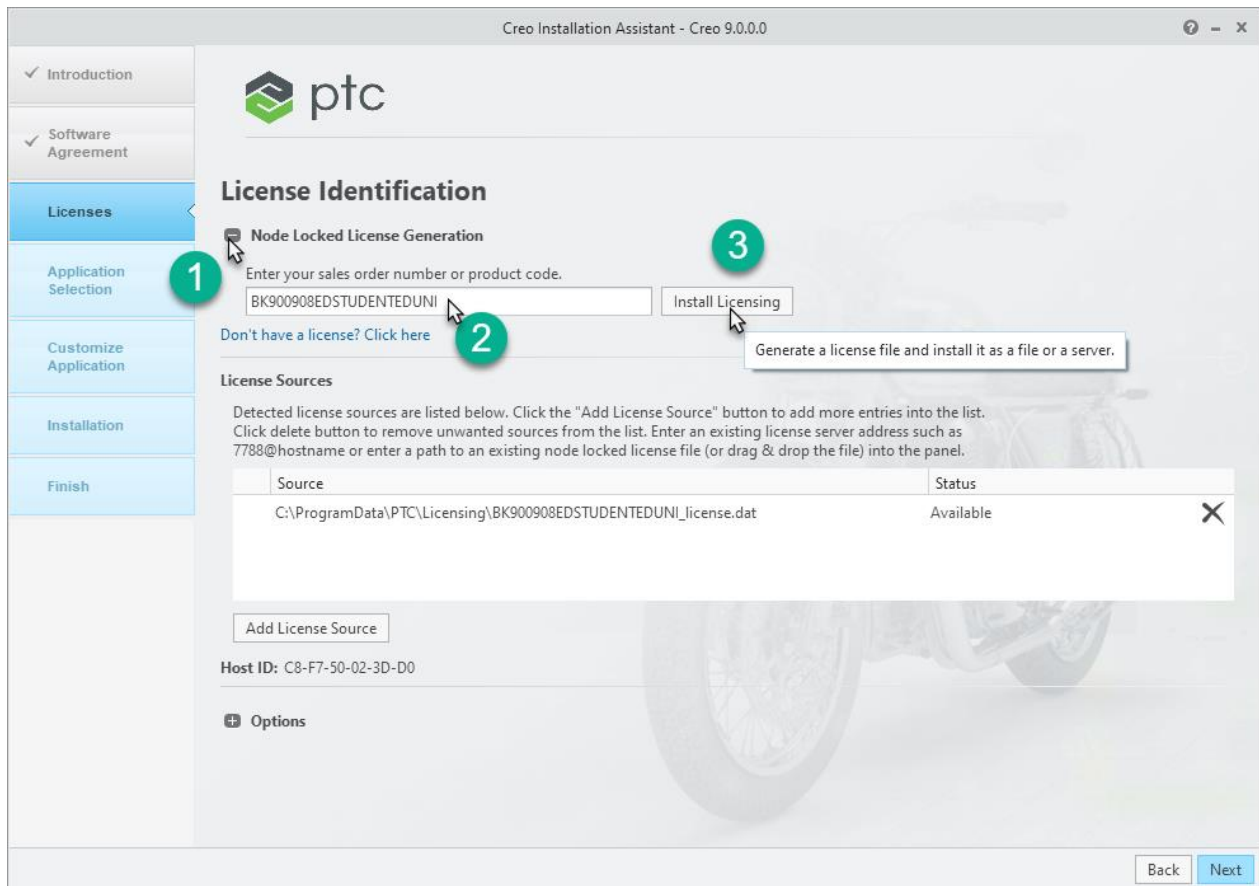 Creo Installation Assistant - Creo 9.0.0.0
Introduction
Software
Agreement
Licenses
Application
Selection
Customize
Application
Installation
Finish
ptc
License Identification
Node Locked License Generation
1
3
Enter your sales order number or product code.
BK900908EDSTUDENTEDUNI
Install Licensing
2
Don't have a license? Click here
Generate a license file and install it as a file or a server.
License Sources
Detected license sources are listed below. Click the "Add License Source" button to add more entries into the list.
Click delete button to remove unwanted sources from the list. Enter an existing license server address such as
7788@hostname or enter a path to an existing node locked license file (or drag & drop the file) into the panel.
Source Status
C:\ProgramData\PTC\Licensing\BK900908EDSTUDENTEDUNI_license.dat Available
Add License Source
Host ID: C8-F7-50-02-3D-D0
Options
Back Next